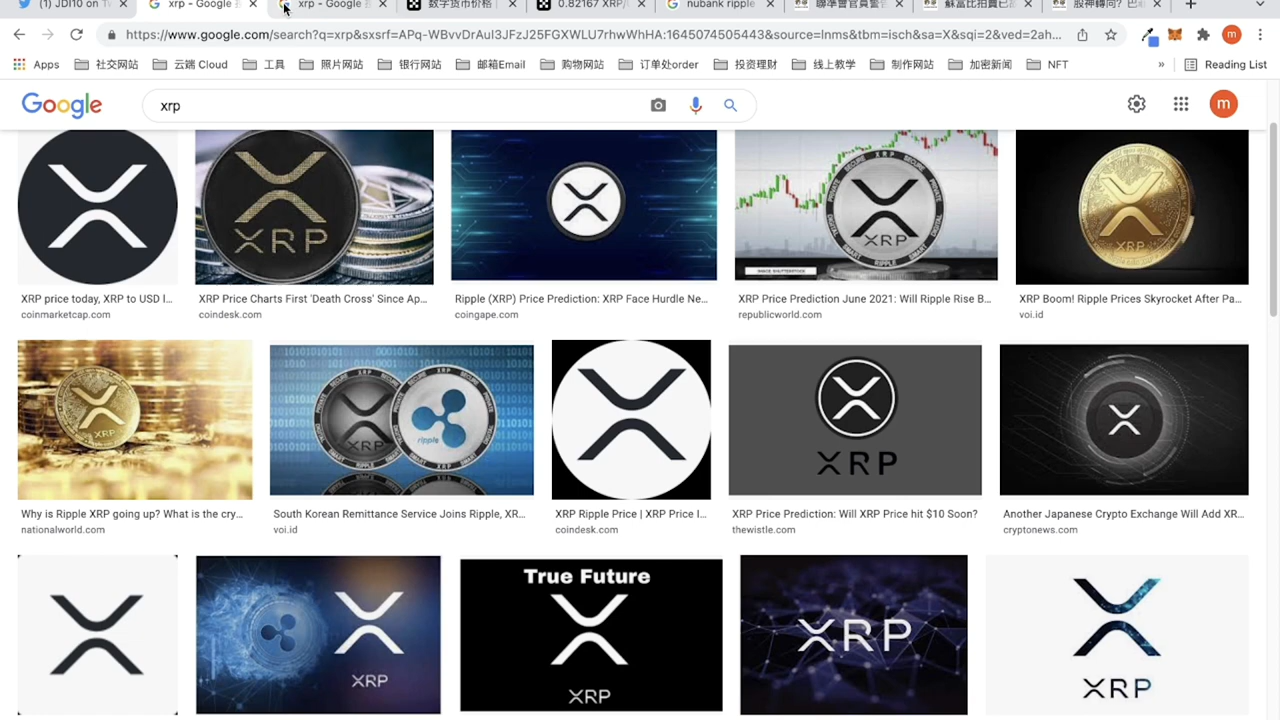 (1) JDI10 on Tw
xrp - Google
xrp - Google
数字货币价格
0.82167 XRP/U
nubank ripple
聯準會官員警告
蘇富比拍賣
股神轉向？巴
https://www.google.com/search?q=xrp&sxsrf=APq-WBvvDrAuI3JFzJ25FGXWLU7rhwWhHA:1645074505443&source=lnms&tbm=isch&sa=X&sqi=2&ved=2ah...
m
Apps
社交网站
云端 Cloud
工具
照片网站
银行网站
邮箱Email
购物网站
订单处order
投资理财
线上教学
制作网站
加密新闻
NFT
»
Reading List
Google
xrp
m
XRP
XRP
XRP
XRP price today, XRP to USD l...
XRP Price Charts First 'Death Cross' Since Ap...
Ripple (XRP) Price Prediction: XRP Face Hurdle Ne...
XRP Price Prediction June 2021: Will Ripple Rise B...
XRP Boom! Ripple Prices Skyrocket After Pa...
coinmarketcap.com
coindesk.com
coingape.com
republicworld.com
voi.id
XRP
XRP
ripple
XRP
Why is Ripple XRP going up? What is the cry...
South Korean Remittance Service Joins Ripple, XR...
XRP Ripple Price | XRP Price I...
XRP Price Prediction: Will XRP Price hit $10 Soon?
Another Japanese Crypto Exchange Will Add XR...
nationalworld.com
voi.id
coindesk.com
thewistle.com
cryptonews.com
XRP
True Future
XRP
XRP
XRP